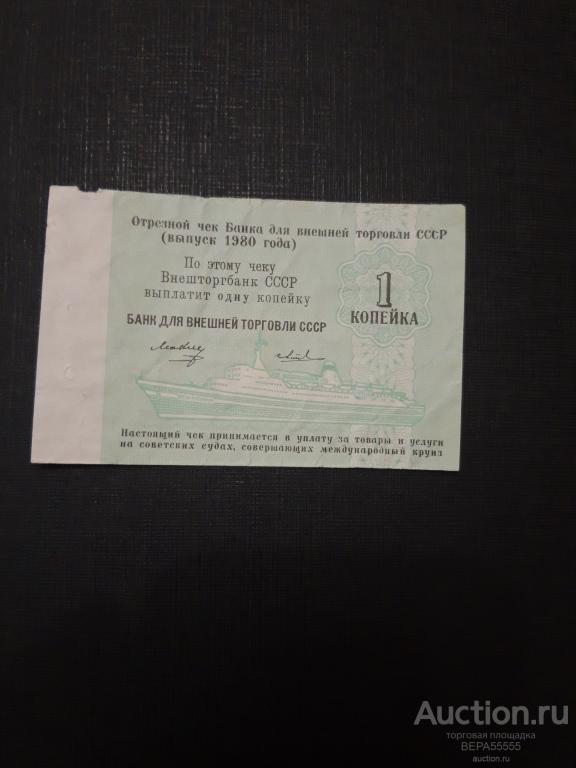 Отрезной чек Банка для внешней торговли СССР
(выпуск 1980 года)
По этому чеку
Внешторгбанк СССР
выплатит одну копейку
1
КОПЕЙКА
БАНК ДЛЯ ВНЕШНЕЙ ТОРГОВЛИ СССР
Настоящий чек принимается в уплату за товары и услуги
на советских судах, совершающих международный круиз
Auction.ru
торговая площадка
ВЕРА55555
auction.ru